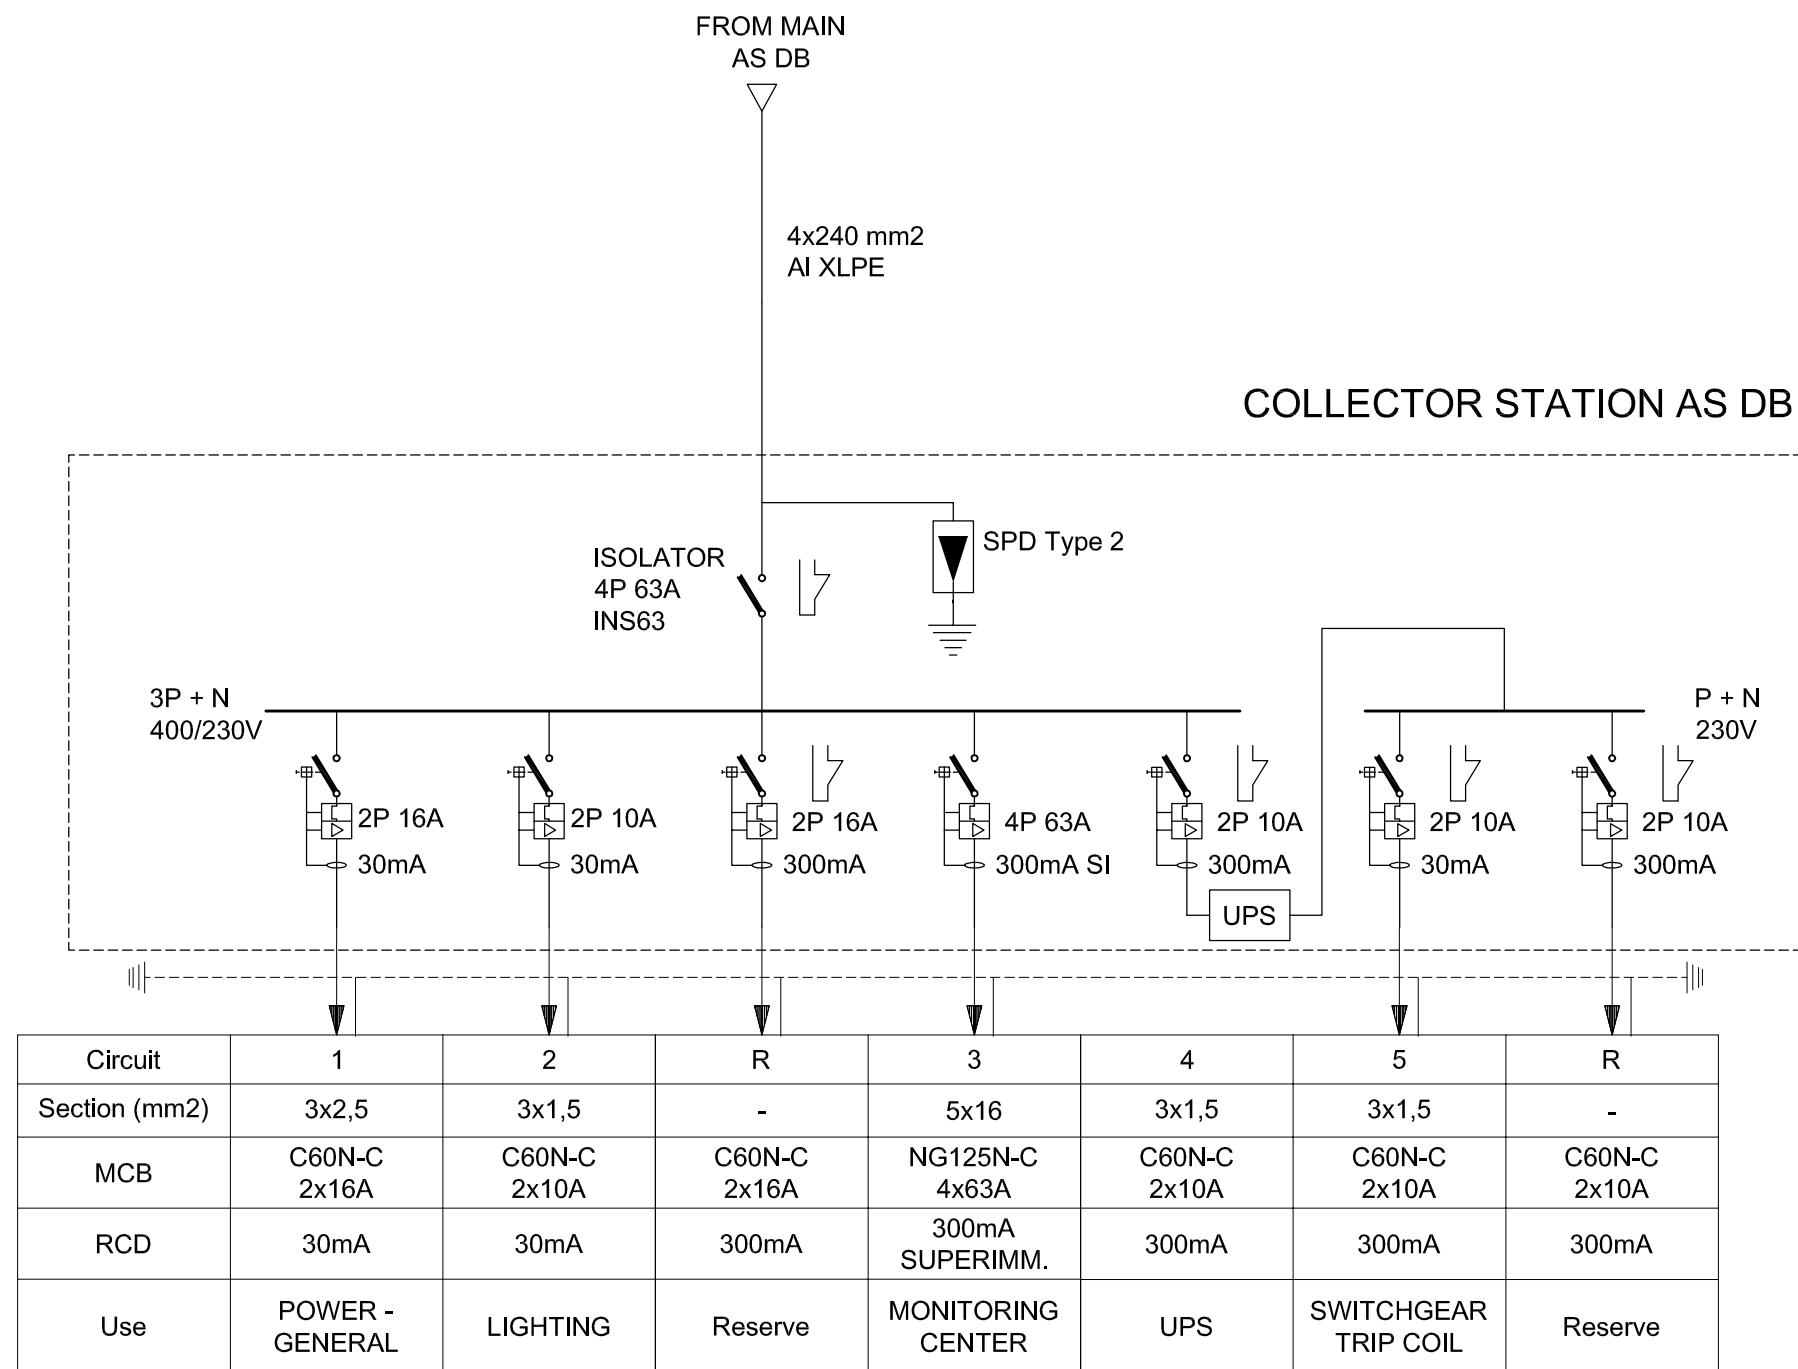 FROM MAIN
AS DB
4x240 mm2
Al XLPE
COLLECTOR STATION AS DB
ISOLATOR
4P 63A
INS63
SPD Type 2
3P + N
400/230V
P + N
230V
2P 16A
30mA
2P 10A
30mA
2P 16A
300mA
4P 63A
300mA SI
2P 10A
300mA
UPS
2P 10A
30mA
2P 10A
300mA
Circuit 1 2 R 3 4 5 R
Section (mm2) 3x2,5 3x1,5 - 5x16 3x1,5 3x1,5 -
MCB C60N-C 2x16A C60N-C 2x10A C60N-C 2x16A NG125N-C 4x63A C60N-C 2x10A C60N-C 2x10A C60N-C 2x10A
RCD 30mA 30mA 300mA 300mA SUPERIMM. 300mA 300mA 300mA
Use POWER - GENERAL LIGHTING Reserve MONITORING CENTER UPS SWITCHGEAR TRIP COIL Reserve